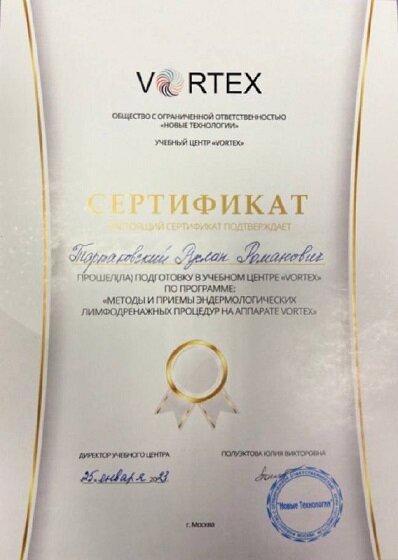 VORTEX
ОБЩЕСТВО С ОГРАНИЧЕННОЙ ОТВЕТСТВЕННОСТЬЮ
«НОВЫЕ ТЕХНОЛОГИИ»
УЧЕБНЫЙ ЦЕНТР «VORTEX»
СЕРТИФИКАТ
НАСТОЯЩИЙ СЕРТИФИКАТ ПОДТВЕРЖДАЕТ
Руслан Романович
ПРОШЕЛ(ЛА) ПОДГОТОВКУ В УЧЕБНОМ ЦЕНТРЕ «VORTEX»
ПО ПРОГРАММЕ:
«МЕТОДЫ И ПРИЕМЫ ЭНДЕРМОЛОГИЧЕСКИХ
ЛИМФОДРЕНАЖНЫХ ПРОЦЕДУР НА АППАРАТЕ VORTEX»
ДИРЕКТОР УЧЕБНОГО ЦЕНТРА
ПОЛУЭКТОВА ЮЛИЯ ВИКТОРОВНА
25 января 2023
"Новые Технологии"
г. Москва